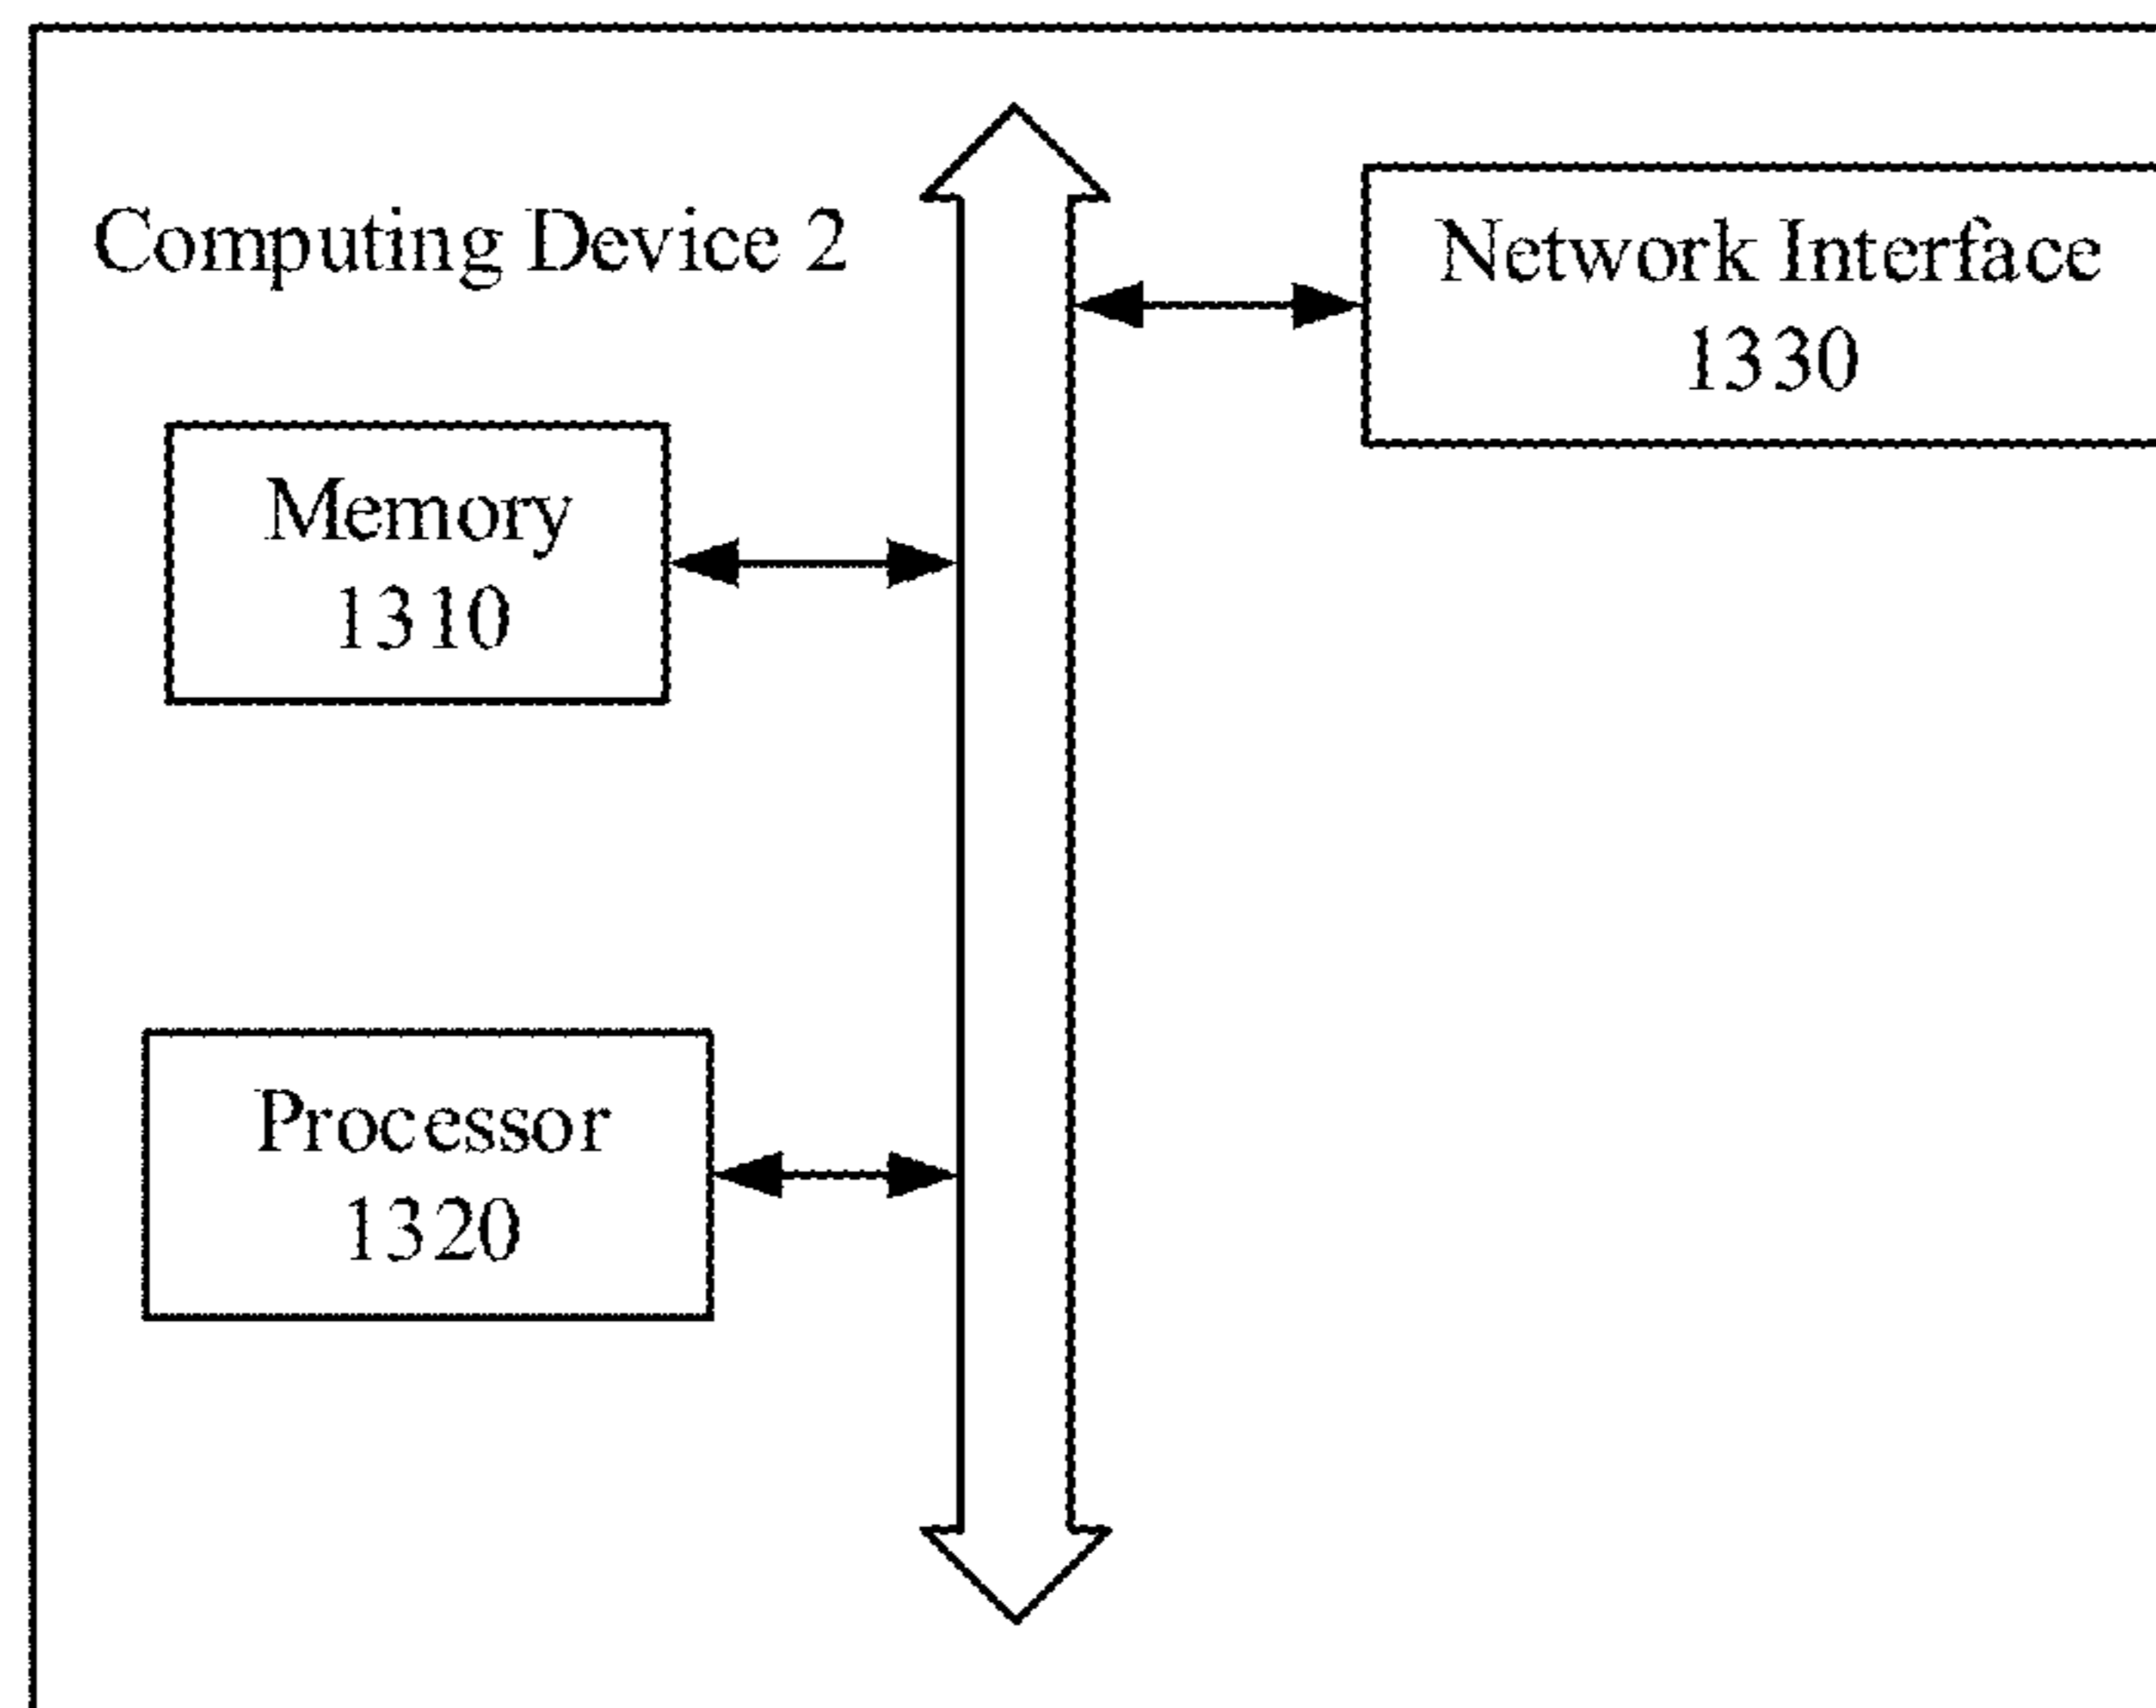 Computing Device 2
Network Interface
1330
Memory
1310
Processor
1320